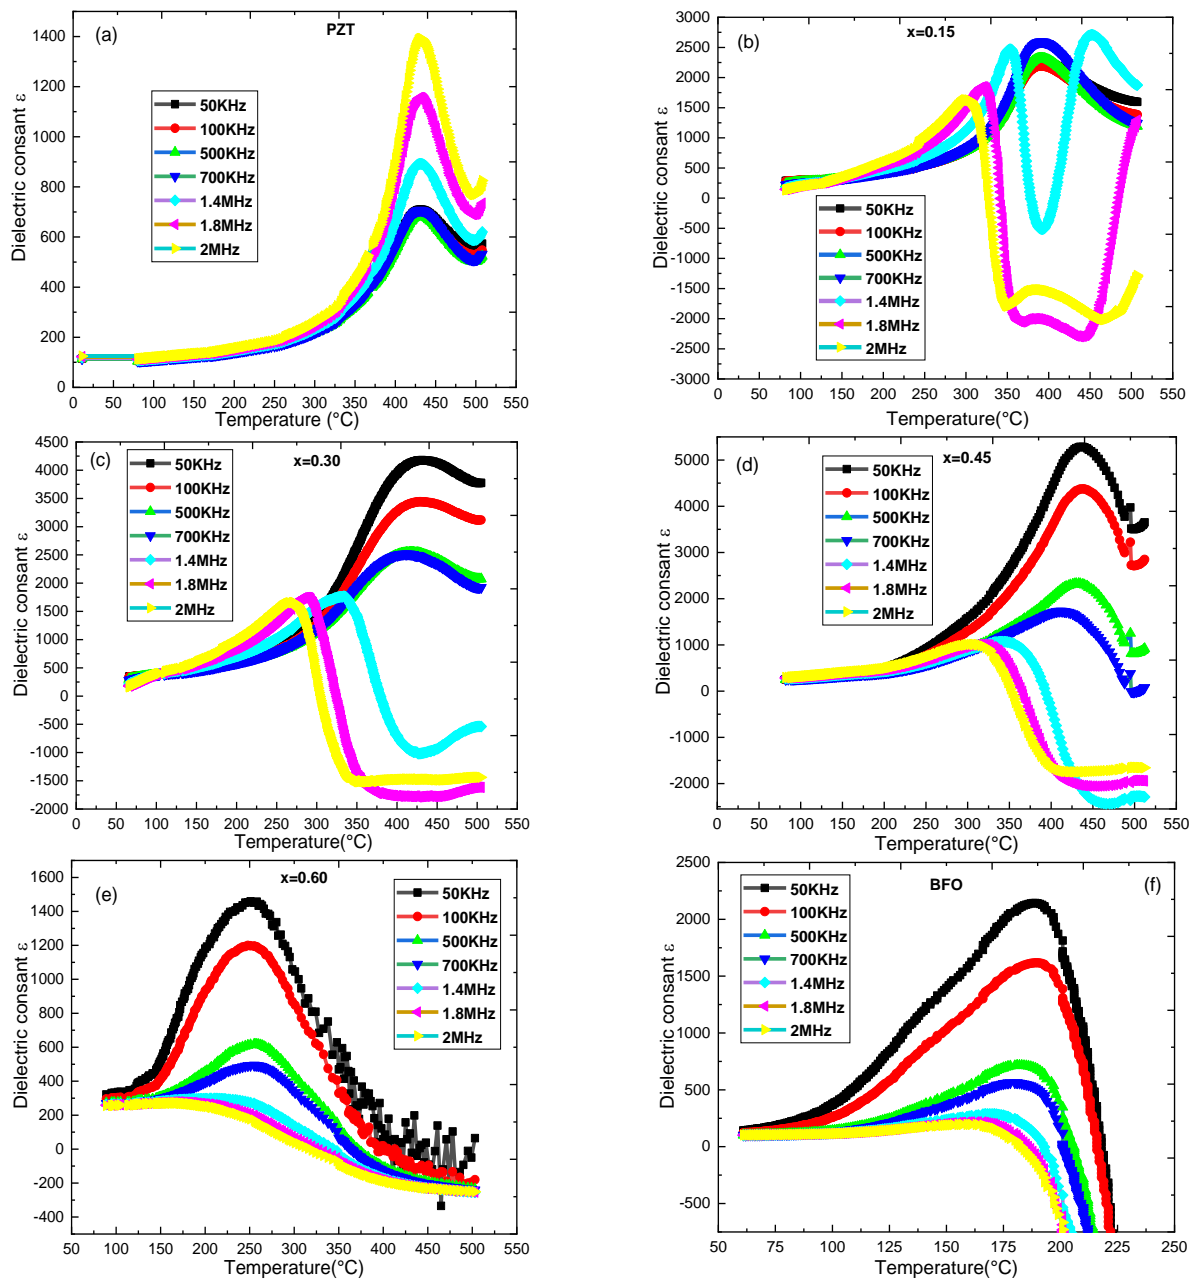 (a)
PZT
Dielectric consant ε
1400
1200
1000
800
600
400
200
0
50KHz
100KHz
500KHz
700KHz
1.4MHz
1.8MHz
2MHz
0 50 100 150 200 250 300 350 400 450 500 550
Temperature (°C)
(b)
x=0.15
Dielectric consant ε
3000
2500
2000
1500
1000
500
0
-500
-1000
-1500
-2000
-2500
-3000
50KHz
100KHz
500KHz
700KHz
1.4MHz
1.8MHz
2MHz
0 50 100 150 200 250 300 350 400 450 500 550
Temperature(°C)
(c)
x=0.30
Dielectric consant ε
4500
4000
3500
3000
2500
2000
1500
1000
500
0
-500
-1000
-1500
-2000
50KHz
100KHz
500KHz
700KHz
1.4MHz
1.8MHz
2MHz
0 50 100 150 200 250 300 350 400 450 500 550
Temperature(°C)
(d)
x=0.45
Dielectric consant ε
5000
4000
3000
2000
1000
0
-1000
-2000
50KHz
100KHz
500KHz
700KHz
1.4MHz
1.8MHz
2MHz
0 50 100 150 200 250 300 350 400 450 500 550
Temperature(°C)
(e)
x=0.60
Dielectric consant ε
1600
1400
1200
1000
800
600
400
200
0
-200
-400
50KHz
100KHz
500KHz
700KHz
1.4MHz
1.8MHz
2MHz
50 100 150 200 250 300 350 400 450 500 550
Temperature(°C)
(f)
BFO
Dielectric consant ε
2500
2000
1500
1000
500
0
-500
50KHz
100KHz
500KHz
700KHz
1.4MHz
1.8MHz
2MHz
50 75 100 125 150 175 200 225 250
Temperature(°C)